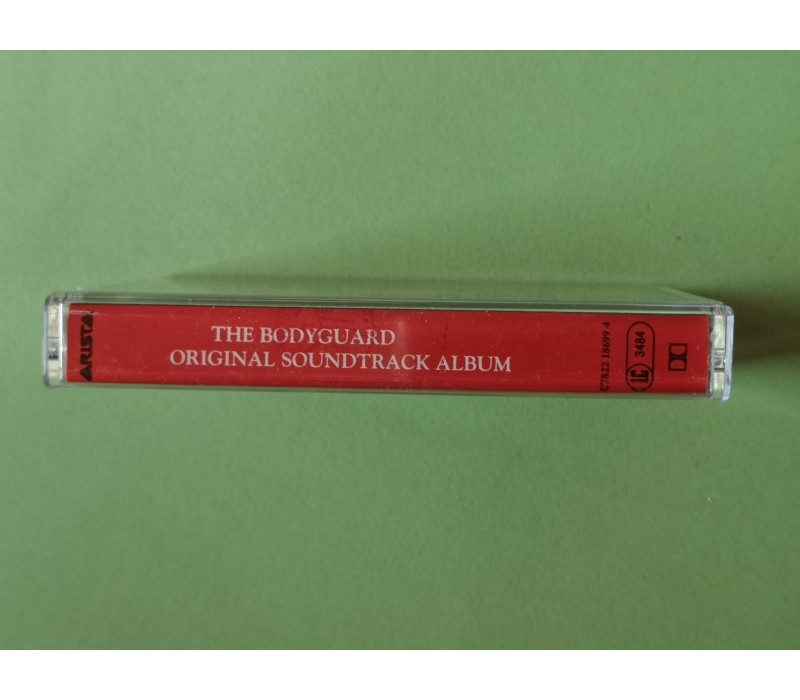 ARISTA
THE BODYGUARD
ORIGINAL SOUNDTRACK ALBUM
07822 18699 4
LC 3484